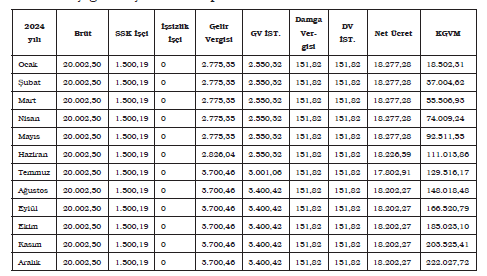 2024 yılı Brüt SSK İşçi İşsizlik İşçi Gelir Vergisi GV İST. Damga Ver-gisi DV İST. Net Ücret KGVM
Ocak 20.002,50 1.500,19 0 2.775,35 2.550,32 151,82 151,82 18.277,28 18.502,31
Şubat 20.002,50 1.500,19 0 2.775,35 2.550,32 151,82 151,82 18.277,28 37.004,62
Mart 20.002,50 1.500,19 0 2.775,35 2.550,32 151,82 151,82 18.277,28 55.506,93
Nisan 20.002,50 1.500,19 0 2.775,35 2.550,32 151,82 151,82 18.277,28 74.009,24
Mayıs 20.002,50 1.500,19 0 2.775,35 2.550,32 151,82 151,82 18.277,28 92.511,55
Haziran 20.002,50 1.500,19 0 2.826,04 2.550,32 151,82 151,82 18.226,59 111.013,86
Temmuz 20.002,50 1.500,19 0 3.700,46 3.001,06 151,82 151,82 17.802,91 129.516,17
Ağustos 20.002,50 1.500,19 0 3.700,46 3.400,42 151,82 151,82 18.202,27 148.018,48
Eylül 20.002,50 1.500,19 0 3.700,46 3.400,42 151,82 151,82 18.202,27 166.520,79
Ekim 20.002,50 1.500,19 0 3.700,46 3.400,42 151,82 151,82 18.202,27 185.023,10
Kasım 20.002,50 1.500,19 0 3.700,46 3.400,42 151,82 151,82 18.202,27 203.525,41
Aralık 20.002,50 1.500,19 0 3.700,46 3.400,42 151,82 151,82 18.202,27 222.027,72